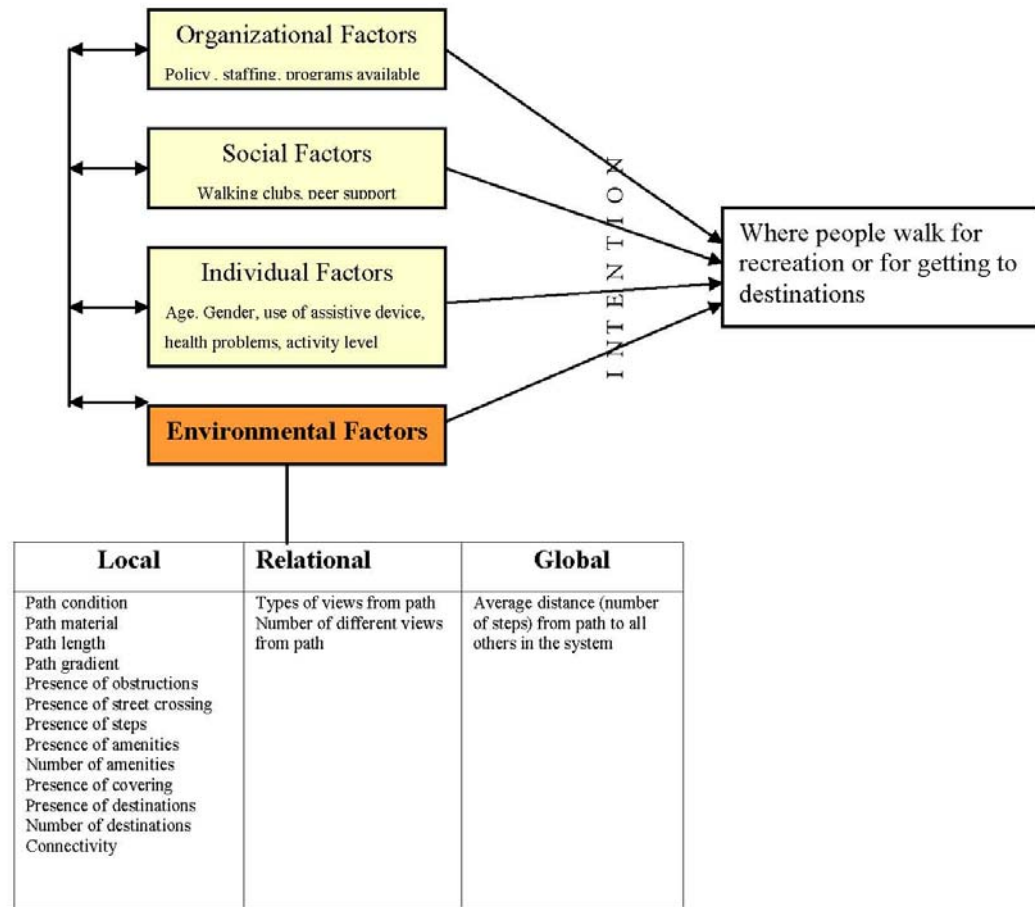 Organizational Factors
Policy, staffing, programs available
Social Factors
Walking clubs, peer support
Individual Factors
Age. Gender, use of assistive device,
health problems, activity level
Environmental Factors
INTENTION
Where people walk for
recreation or for getting to
destinations
Local
Path condition
Path material
Path length
Path gradient
Presence of obstructions
Presence of street crossing
Presence of steps
Presence of amenities
Number of amenities
Presence of covering
Presence of destinations
Number of destinations
Connectivity
Relational
Types of views from path
Number of different views
from path
Global
Average distance (number
of steps) from path to all
others in the system